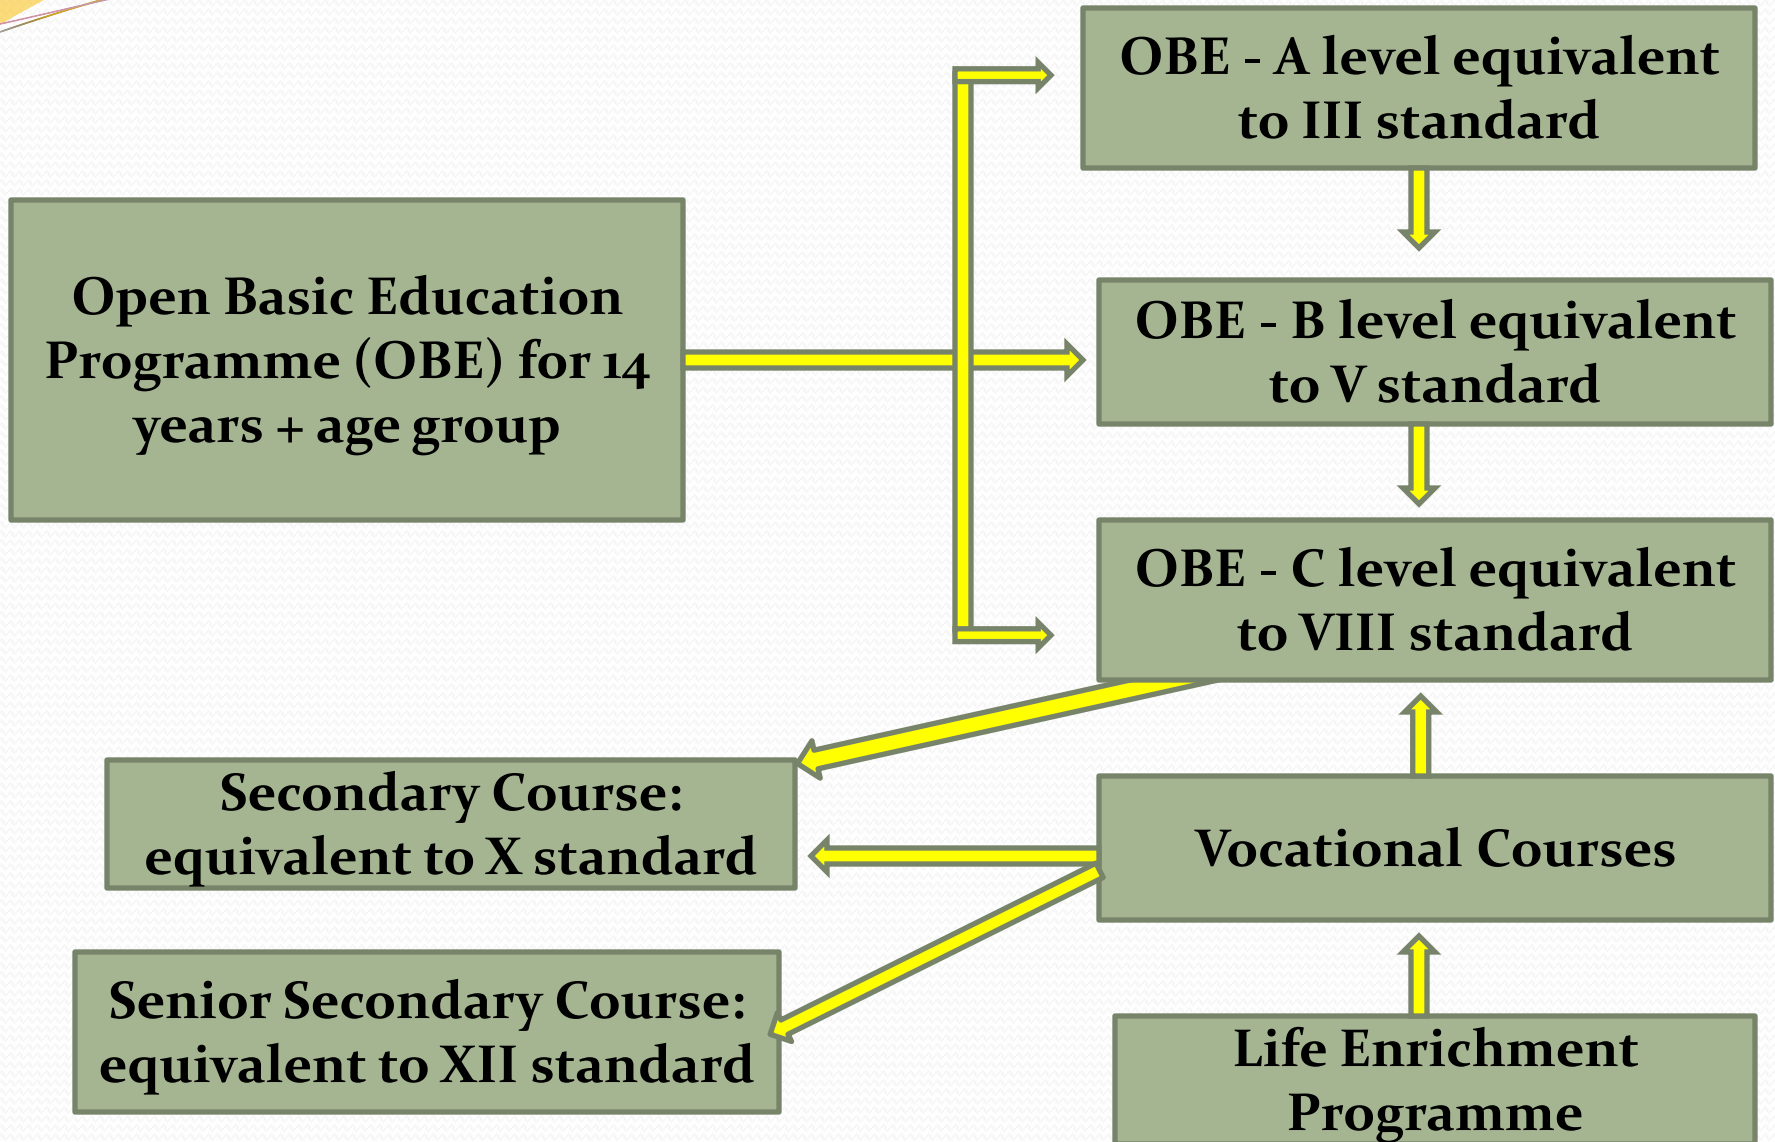 OBE - A level equivalent
to III standard
Open Basic Education
Programme (OBE) for 14
years + age group
OBE - B level equivalent
to V standard
OBE - C level equivalent
to VIII standard
Secondary Course:
equivalent to X standard
Vocational Courses
Senior Secondary Course:
equivalent to XII standard
Life Enrichment
Programme